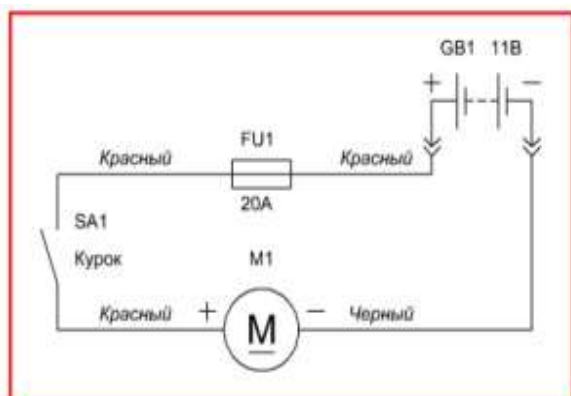 GB1 11В
+ −
FU1
Красный
Красный
20А
SA1
Курок
M1
Красный
+ −
Черный
M